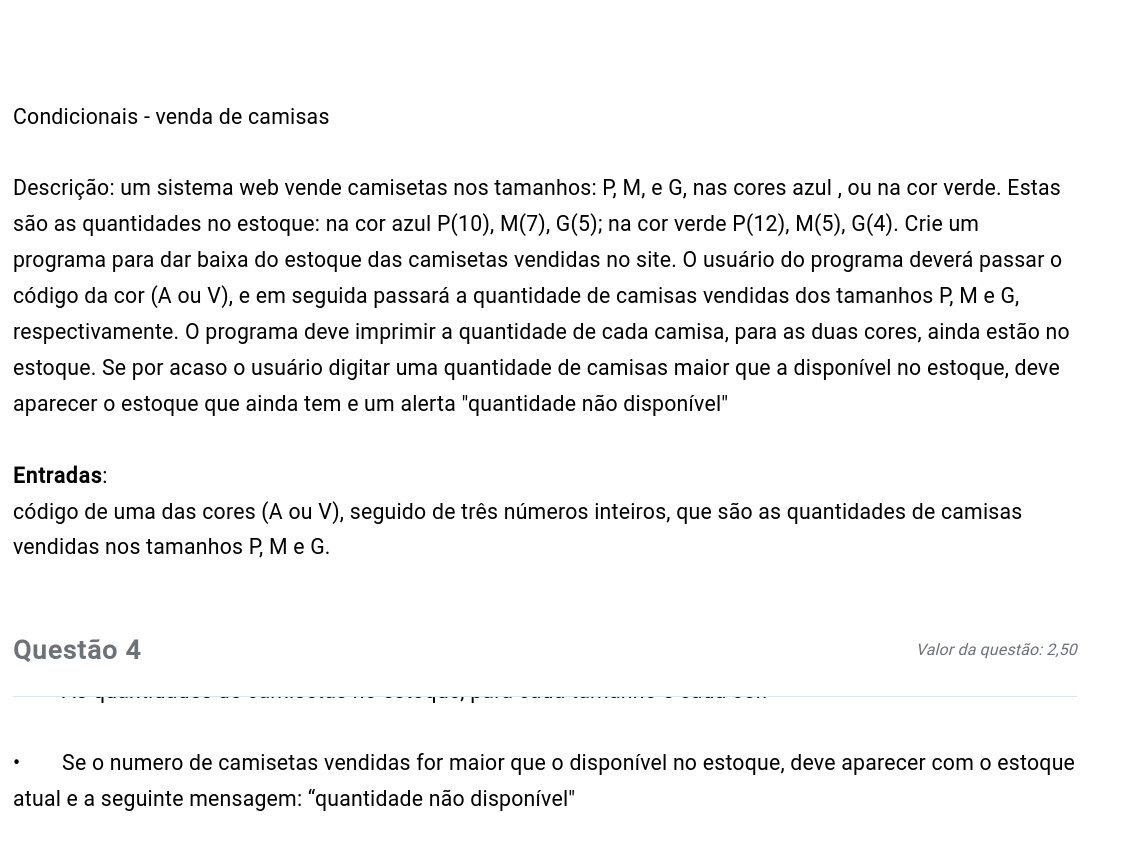 Condicionais - venda de camisas
Descrição: um sistema web vende camisetas nos tamanhos: P, M, e G, nas cores azul , ou na cor verde. Estas
são as quantidades no estoque: na cor azul P(10), M(7), G(5); na cor verde P(12), M(5), G(4). Crie um
programa para dar baixa do estoque das camisetas vendidas no site. O usuário do programa deverá passar o
código da cor (A ou V), e em seguida passará a quantidade de camisas vendidas dos tamanhos P, M e G,
respectivamente. O programa deve imprimir a quantidade de cada camisa, para as duas cores, ainda estão no
estoque. Se por acaso o usuário digitar uma quantidade de camisas maior que a disponível no estoque, deve
aparecer o estoque que ainda tem e um alerta "quantidade não disponível"
Entradas:
código de uma das cores (A ou V), seguido de três números inteiros, que são as quantidades de camisas
vendidas nos tamanhos P, M e G.
Questão 4
Valor da questão: 2,50
• Se o numero de camisetas vendidas for maior que o disponível no estoque, deve aparecer com o estoque
atual e a seguinte mensagem: “quantidade não disponível"